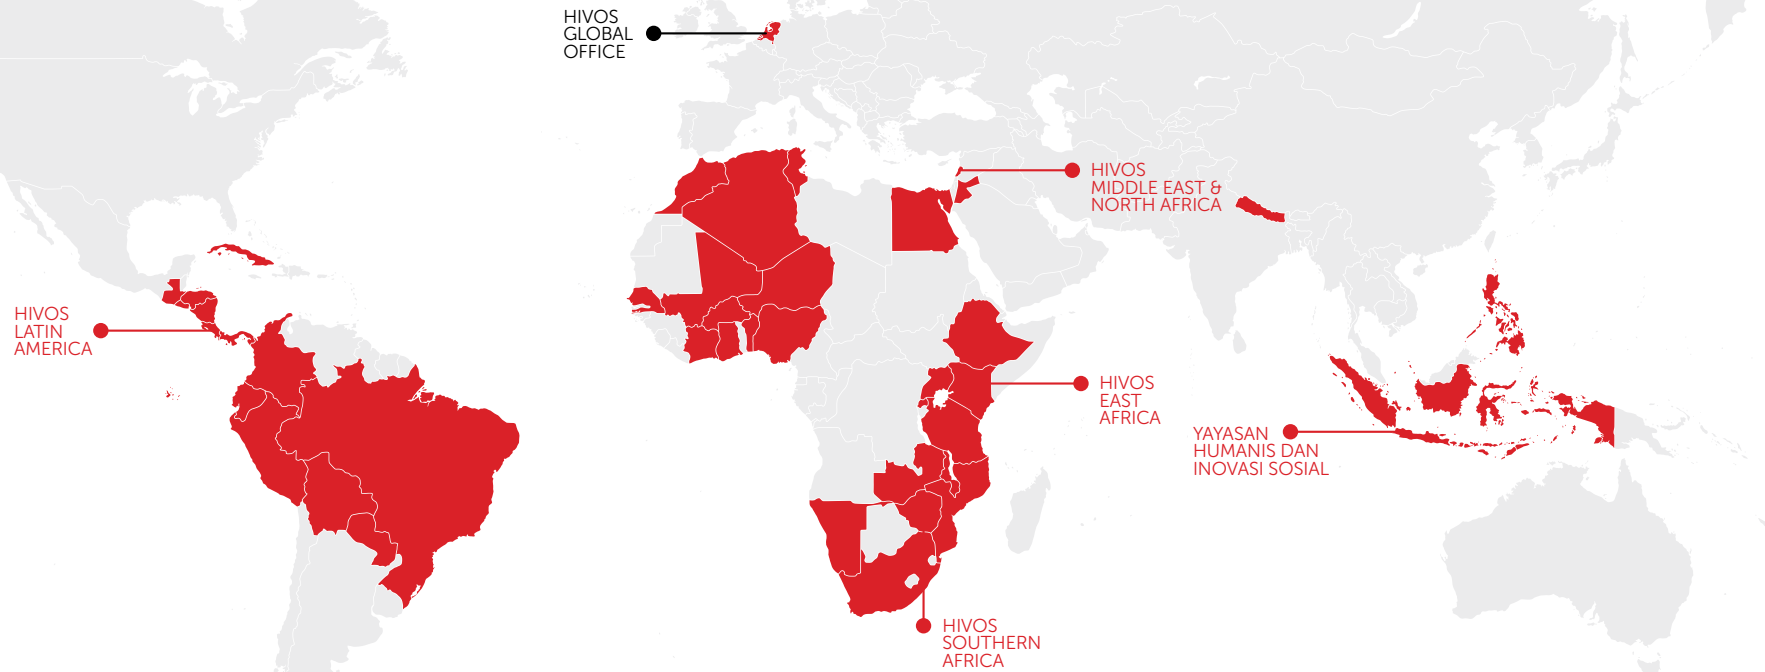 HIVOS
GLOBAL
OFFICE
HIVOS
MIDDLE EAST &
NORTH AFRICA
HIVOS
LATIN
AMERICA
HIVOS
EAST
AFRICA
YAYASAN
HUMANIS DAN
INOVASI SOSIAL
HIVOS
SOUTHERN
AFRICA